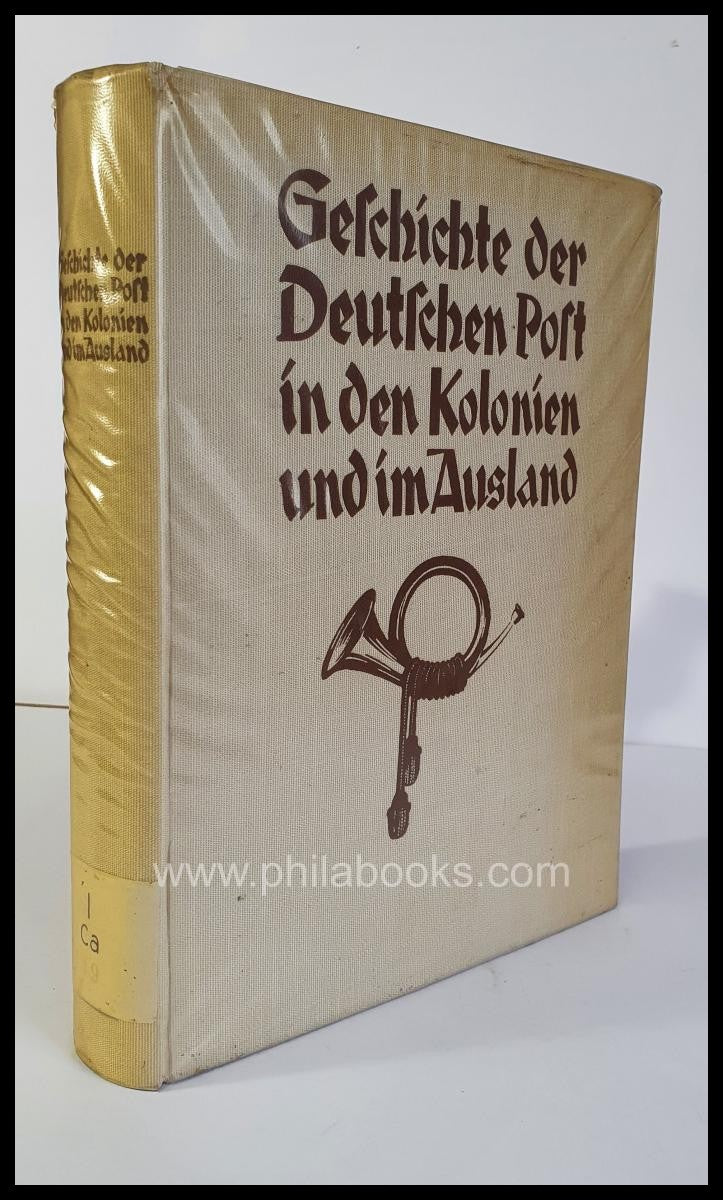 Geſchichte der
Deutſchen Poſt
in den Kolonien
und im Ausland
Geſchichte der
Deutſchen Poſt
in den Kolonien
und im Ausland
www.philabooks.com
I
Ca
9